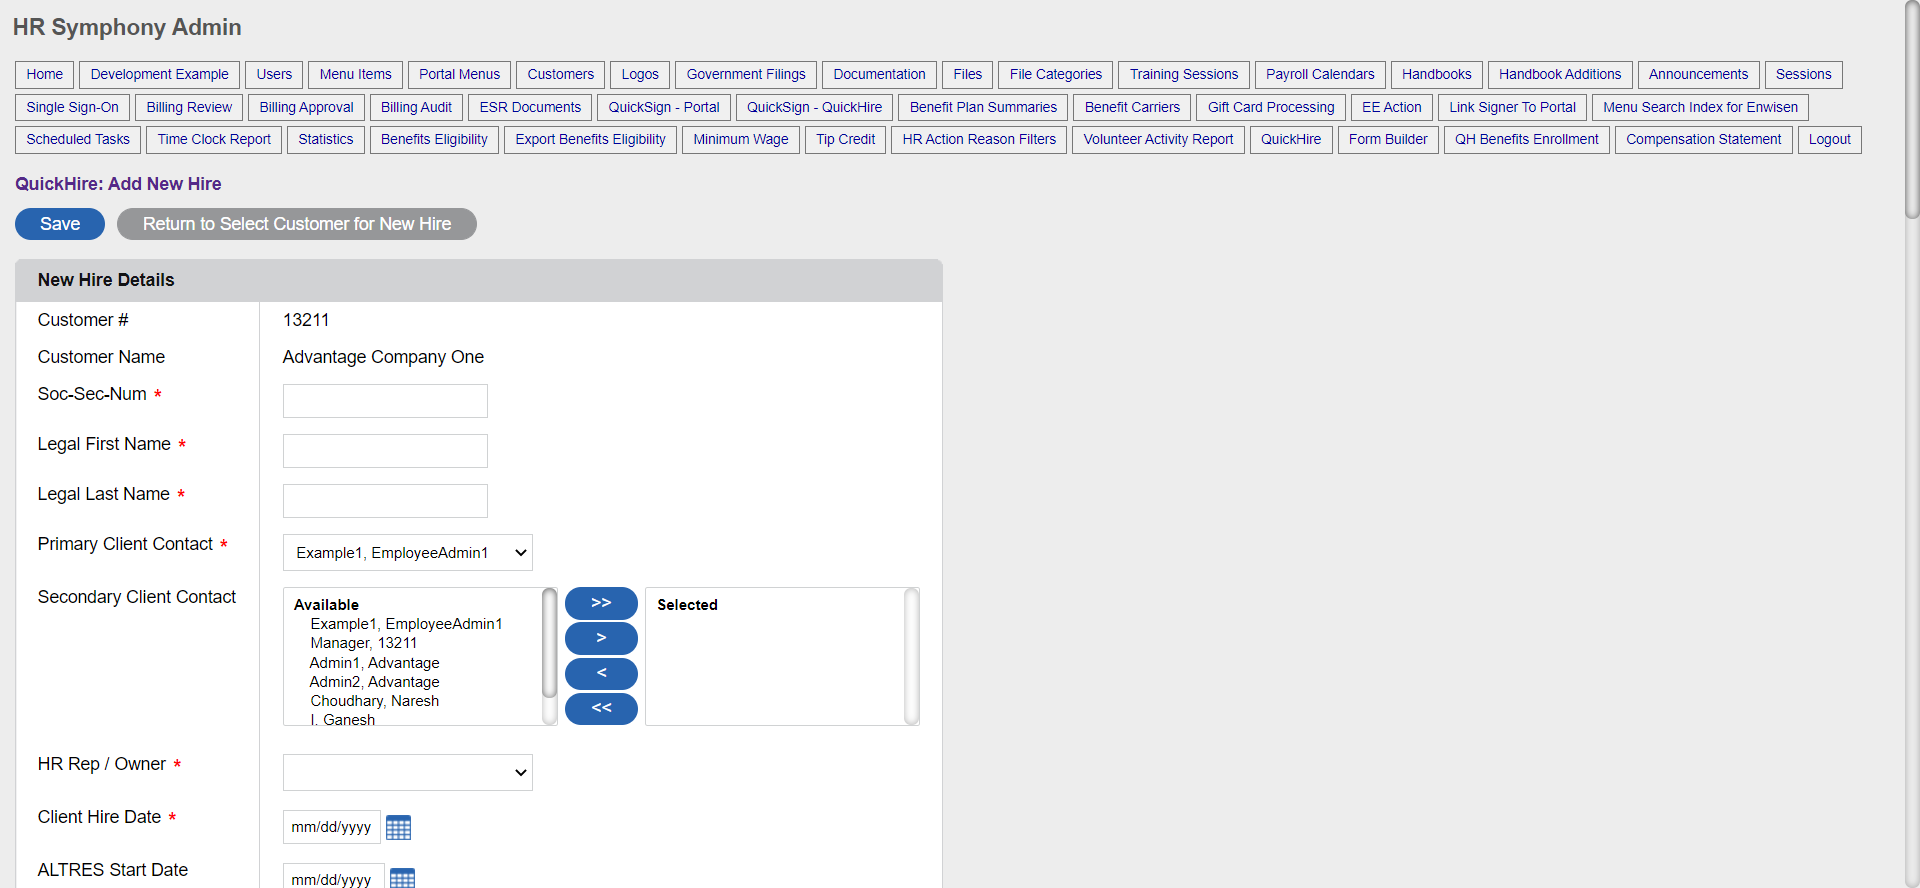 HR Symphony Admin
Home Development Example Users Menu Items Portal Menus Customers Logos Government Filings Documentation Files File Categories Training Sessions Payroll Calendars Handbooks Handbook Additions Announcements Sessions
Single Sign-On Billing Review Billing Approval Billing Audit ESR Documents QuickSign - Portal QuickSign - QuickHire Benefit Plan Summaries Benefit Carriers Gift Card Processing EE Action Link Signer To Portal Menu Search Index for Enwisen
Scheduled Tasks Time Clock Report Statistics Benefits Eligibility Export Benefits Eligibility Minimum Wage Tip Credit HR Action Reason Filters Volunteer Activity Report QuickHire Form Builder QH Benefits Enrollment Compensation Statement Logout
QuickHire: Add New Hire
Save Return to Select Customer for New Hire
New Hire Details
Customer # 13211
Customer Name Advantage Company One
Soc-Sec-Num *
Legal First Name *
Legal Last Name *
Primary Client Contact * Example1, EmployeeAdmin1
Secondary Client Contact
Available
Example1, EmployeeAdmin1
Manager, 13211
Admin1, Advantage
Admin2, Advantage
Choudhary, Naresh
>>
>
<
<<
Selected
HR Rep / Owner *
Client Hire Date * mm/dd/yyyy
ALTRES Start Date mm/dd/yyyy